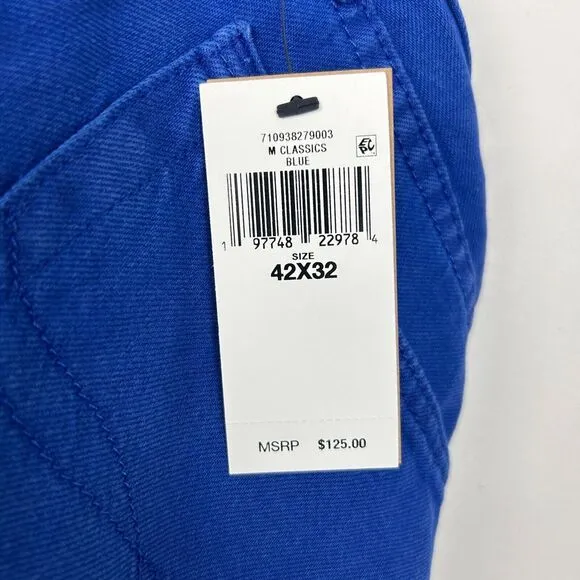 710938279003
M CLASSICS
BLUE
1 97748 22978 4
SIZE
42X32
MSRP $125.00